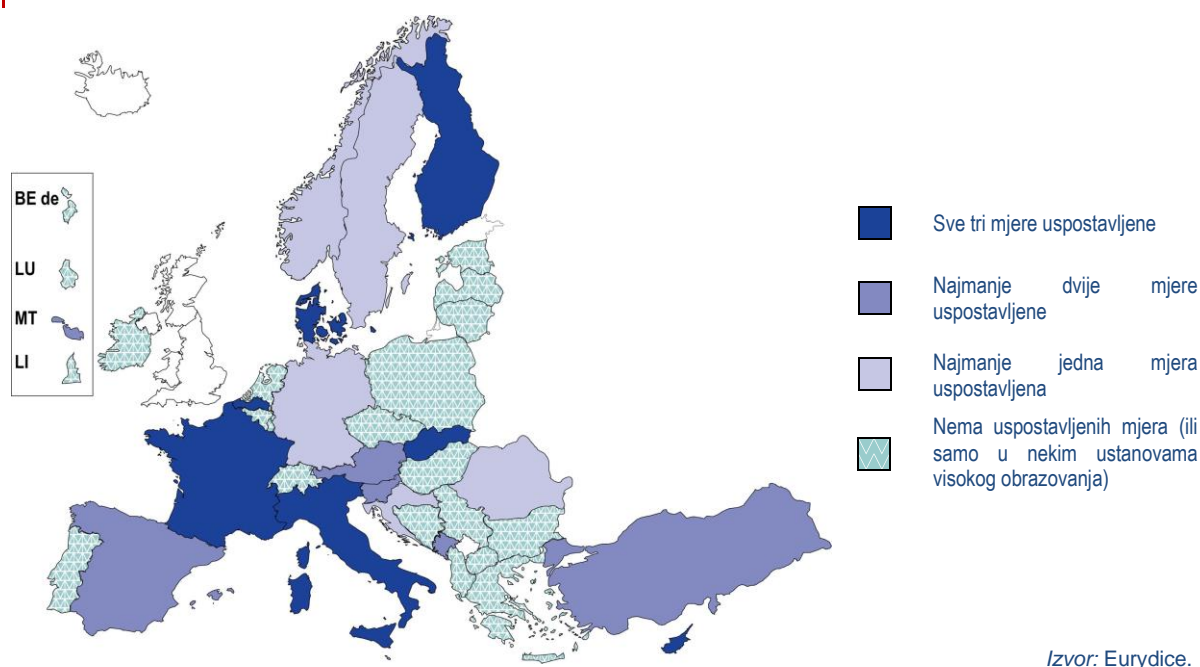 BE de
LU
MT
LI
Sve tri mjere uspostavljene
Najmanje dvije mjere
uspostavljene
Najmanje jedna mjera
uspostavljena
Nema uspostavljenih mjera (ili
samo u nekim ustanovama
visokog obrazovanja)
Izvor: Eurydice.